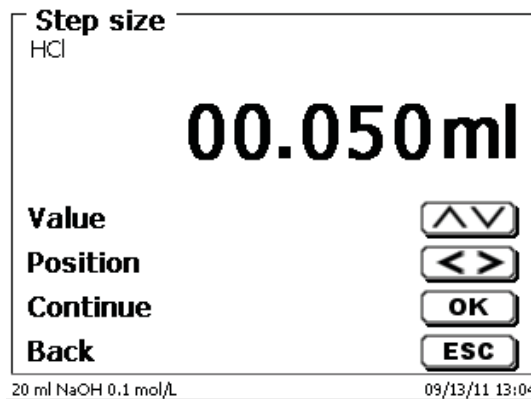 Step size
HCl
00.050ml
Value
Position
Continue OK
Back ESC
20 ml NaOH 0.1 mol/L 09/13/11 13:04